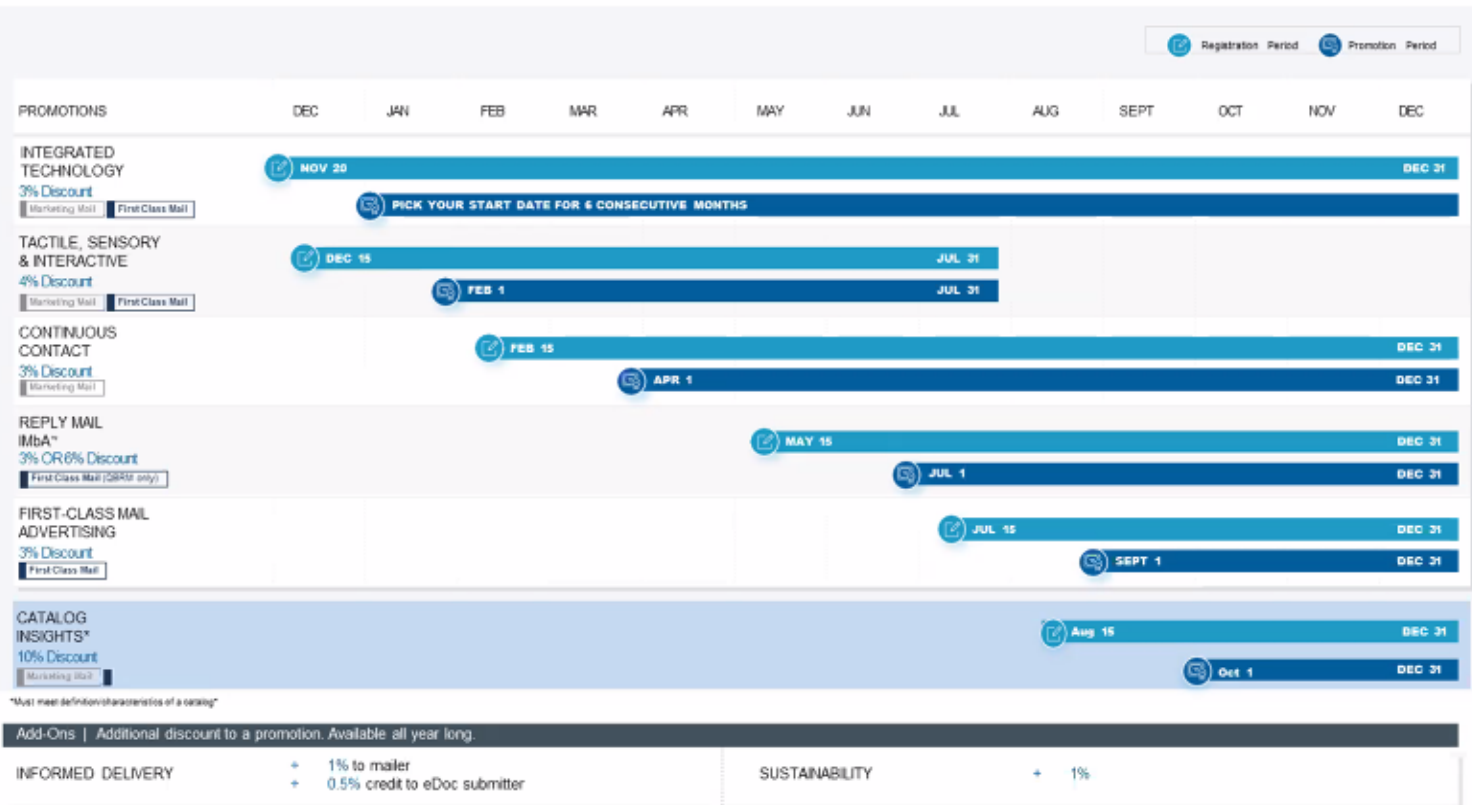 Registration Period Promotion Period
PROMOTIONS DEC JAN FEB MAR APR MAY JUN JUL AUG SEPT OCT NOV DEC
INTEGRATED
TECHNOLOGY
3% Discount
Marketing Mail First Class Mail
NOV 20 DEC 31
PICK YOUR START DATE FOR 6 CONSECUTIVE MONTHS
TACTILE, SENSORY
& INTERACTIVE
4% Discount
Marketing Mail First Class Mail
DEC 15 JUL 31
FEB 1 JUL 31
CONTINUOUS
CONTACT
3% Discount
Marketing Mail
FEB 15 DEC 31
APR 1 DEC 31
REPLY MAIL
IMbA™
3% OR 6% Discount
First Class Mail (QBRM only)
MAY 15 DEC 31
JUL 1 DEC 31
FIRST-CLASS MAIL
ADVERTISING
3% Discount
First Class Mail
JUL 15 DEC 31
SEPT 1 DEC 31
CATALOG
INSIGHTS*
10% Discount
Marketing Mail
Aug 15 DEC 31
Oct 1 DEC 31
*Must meet definition/characteristics of a catalog*
Add-Ons | Additional discount to a promotion. Available all year long.
INFORMED DELIVERY
+ 1% to mailer
+ 0.5% credit to eDoc submitter
SUSTAINABILITY + 1%